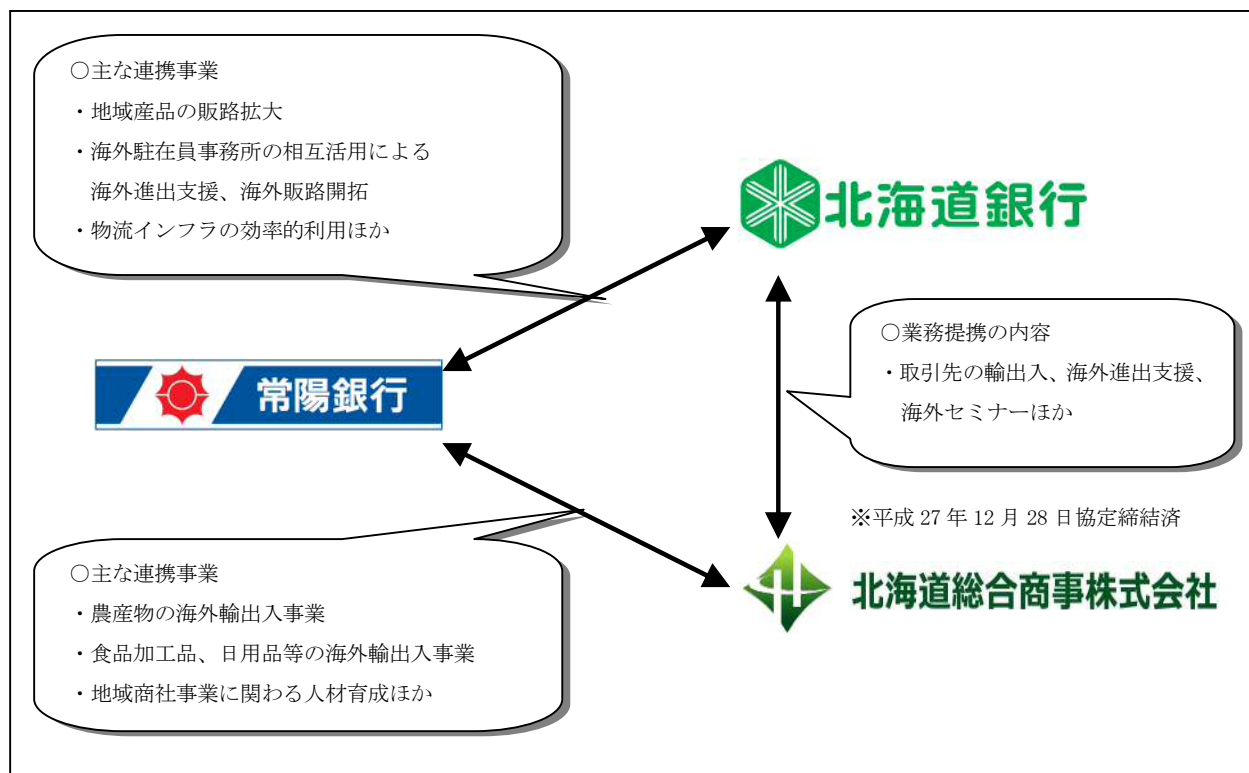 ○主な連携事業
・地域産品の販路拡大
・海外駐在員事務所の相互活用による
海外進出支援、海外販路開拓
・物流インフラの効率的利用ほか
北海道銀行
○業務提携の内容
・取引先の輸出入、海外進出支援、
海外セミナーほか
常陽銀行
※平成 27 年 12 月 28 日協定締結済
北海道総合商事株式会社
○主な連携事業
・農産物の海外輸出入事業
・食品加工品、日用品等の海外輸出入事業
・地域商社事業に関わる人材育成ほか